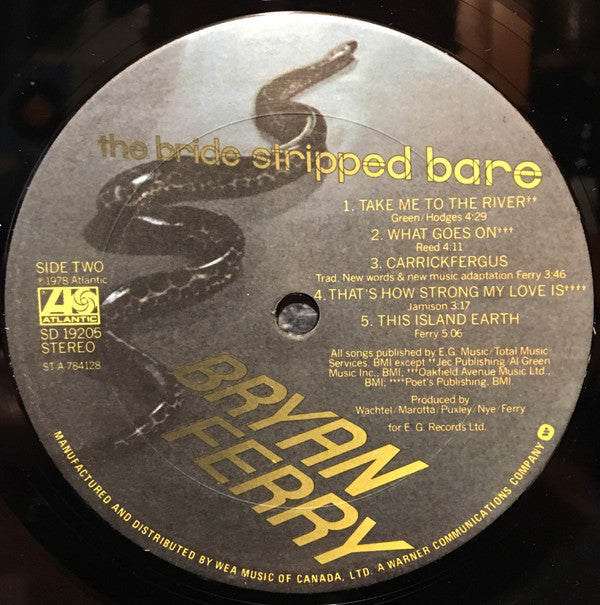 the bride stripped bare
1. TAKE ME TO THE RIVER††
Green/Hodges 4:29
2. WHAT GOES ON†††
Reed 4:11
3. CARRICKFERGUS
Trad. New words & new music adaptation Ferry 3:46
4. THAT'S HOW STRONG MY LOVE IS††††
Jamison 3:17
5. THIS ISLAND EARTH
Ferry 5:06
SIDE TWO
℗ 1978 Atlantic
ATLANTIC
SD 19205
STEREO
ST-A-784128
All songs published by E.G. Music/Total Music
Services, BMI except ††Jec Publishing/Al Green
Music Inc., BMI; †††Oakfield Avenue Music Ltd.,
BMI; ††††Poet's Publishing, BMI
Produced by
Wachtel/Marotta/Puxley/Nye/Ferry
for E. G. Records Ltd.
BRYAN
FERRY
MANUFACTURED AND DISTRIBUTED BY WEA MUSIC OF CANADA, LTD. A WARNER COMMUNICATIONS COMPANY